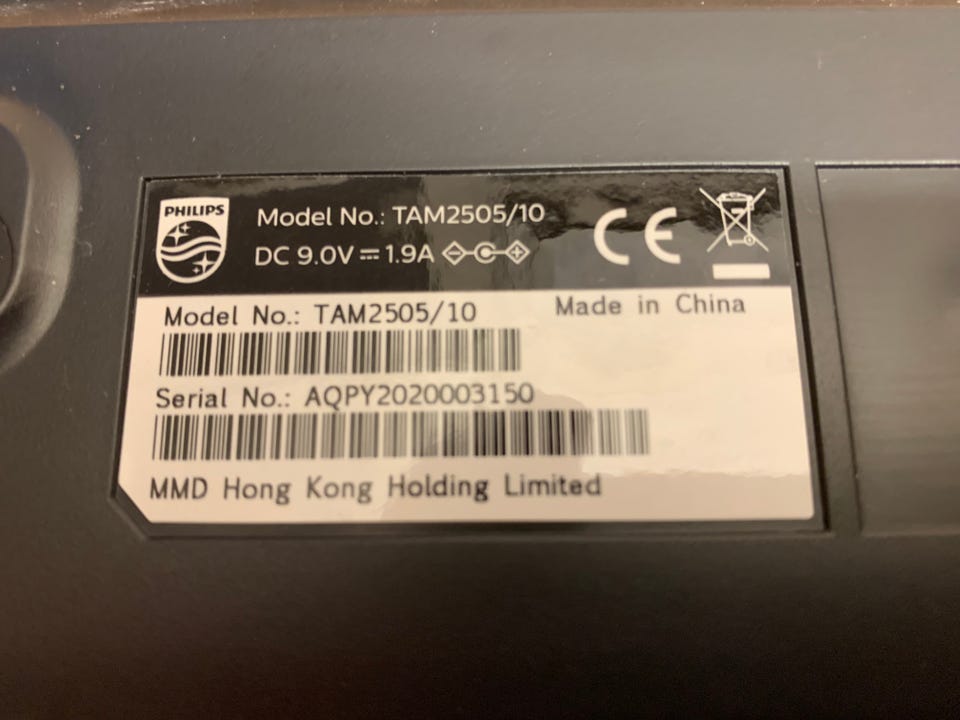 PHILIPS
Model No.: TAM2505/10
DC 9.0V ⎓ 1.9A
CE
Model No.: TAM2505/10
Made in China
Serial No.: AQPY2020003150
MMD Hong Kong Holding Limited